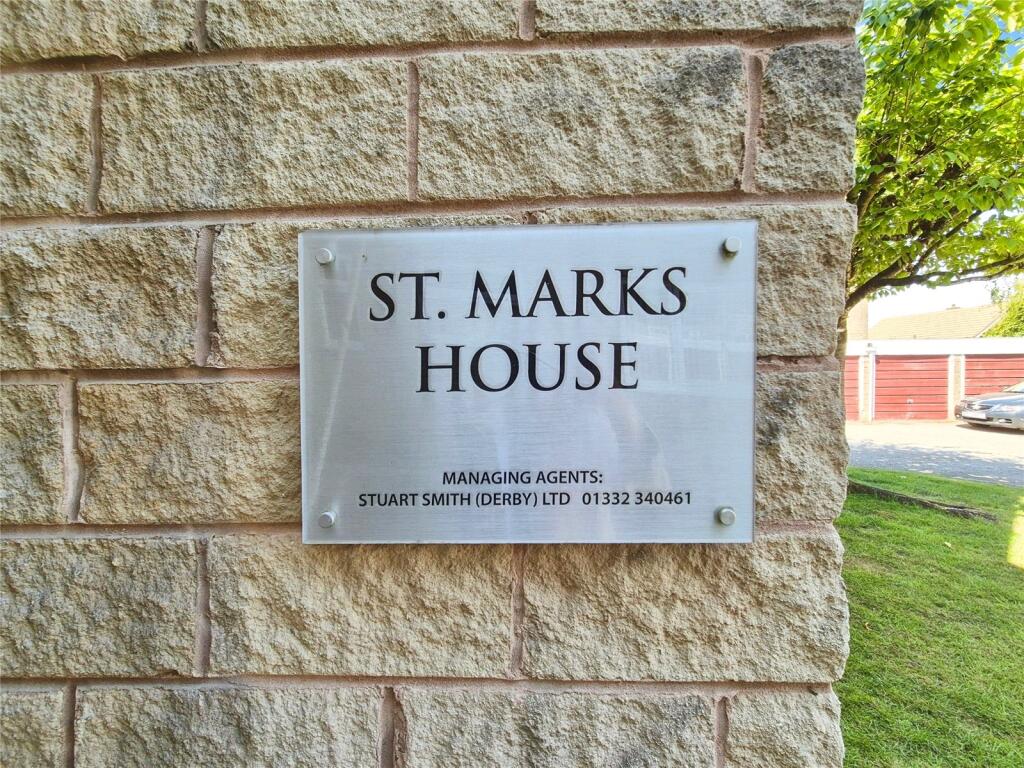 ST. MARKS
HOUSE
MANAGING AGENTS:
STUART SMITH (DERBY) LTD 01332 340461